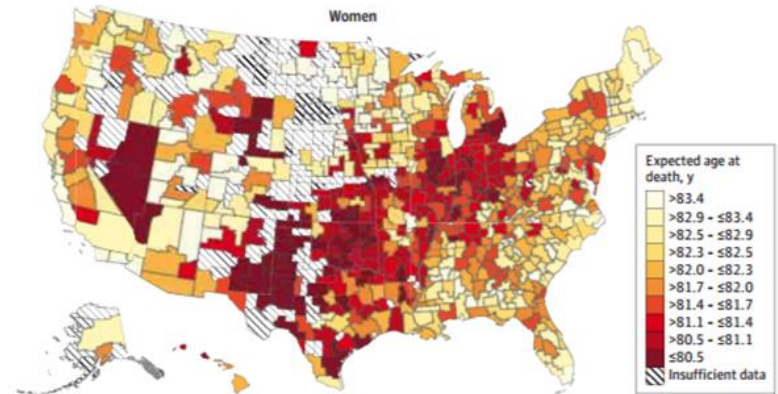 Women
Expected age at
death, y
>83.4
>82.9 - ≤83.4
>82.5 - ≤82.9
>82.3 - ≤82.5
>82.0 - ≤82.3
>81.7 - ≤82.0
>81.4 - ≤81.7
>81.1 - ≤81.4
>80.5 - ≤81.1
≤80.5
Insufficient data